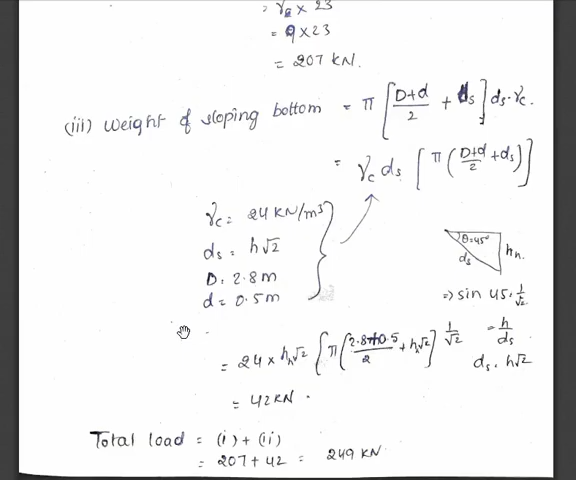 = γe × 23
= 9 × 23
= 207 KN.
(iii) Weight of sloping bottom = π [ (D+d)/2 + ds ] ds · γc.
= γc ds [ π ( (D+d)/2 + ds ) ]
γc = 24 KN/m³
ds = h√2
D = 2.8 m
d = 0.5 m
θ=45°
ds
hn
=> sin 45 = 1/√2
1/√2 = h/ds
ds = h√2
= 24 × hn√2 [ π ( (2.8+0.5)/2 + hn√2 ) ]
= 42 KN .
Total load = (i) + (ii)
= 207 + 42 = 249 KN